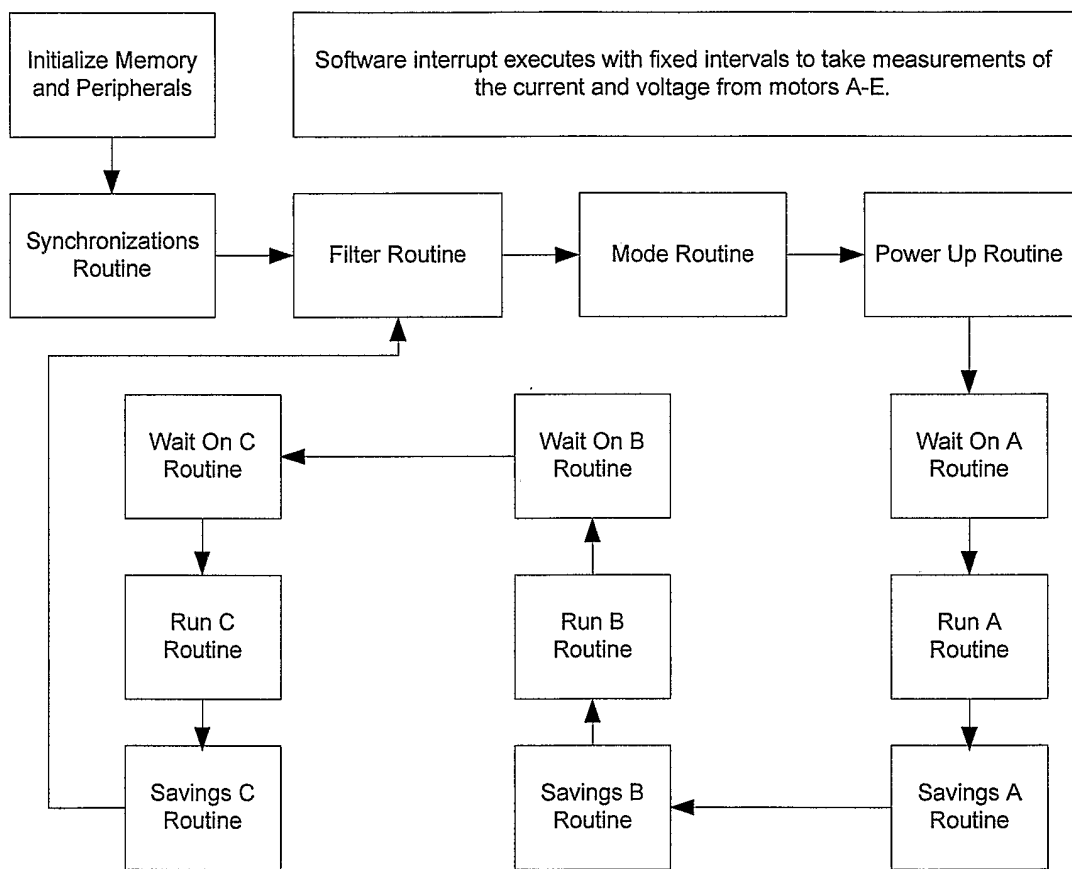 Initialize Memory
and Peripherals
Software interrupt executes with fixed intervals to take measurements of
the current and voltage from motors A-E.
Synchronizations
Routine
Filter Routine
Mode Routine
Power Up Routine
Wait On C
Routine
Wait On B
Routine
Wait On A
Routine
Run C
Routine
Run B
Routine
Run A
Routine
Savings C
Routine
Savings B
Routine
Savings A
Routine